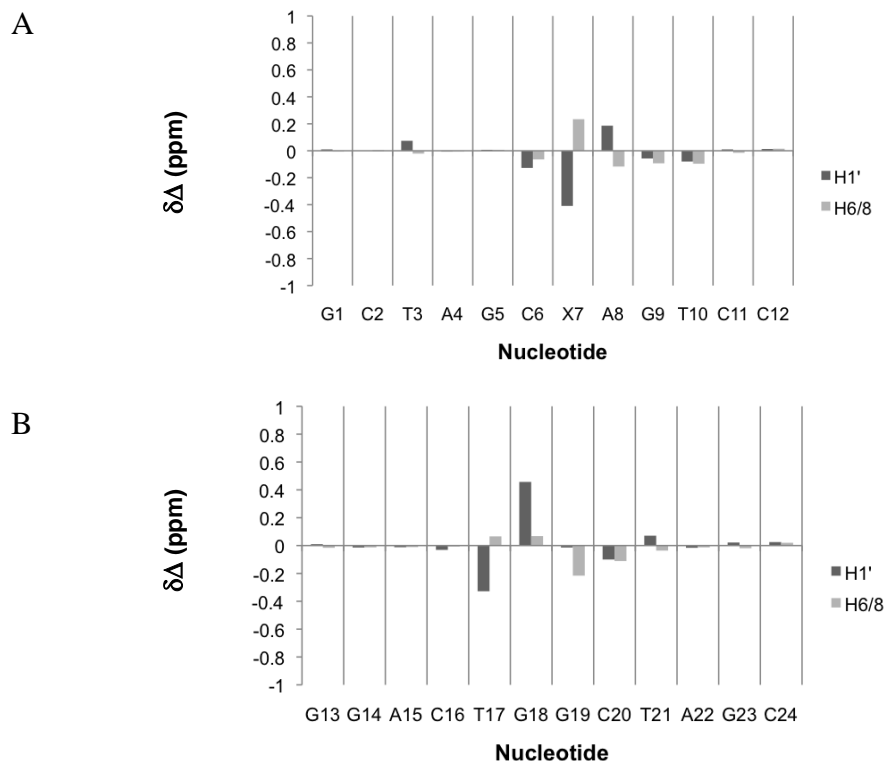 A
1
0.8
0.6
0.4
0.2
0
-0.2
-0.4
-0.6
-0.8
-1
δΔ (ppm)
H1'
H6/8
G1 C2 T3 A4 G5 C6 X7 A8 G9 T10 C11 C12
Nucleotide
B
1
0.8
0.6
0.4
0.2
0
-0.2
-0.4
-0.6
-0.8
-1
δΔ (ppm)
H1'
H6/8
G13 G14 A15 C16 T17 G18 G19 C20 T21 A22 G23 C24
Nucleotide